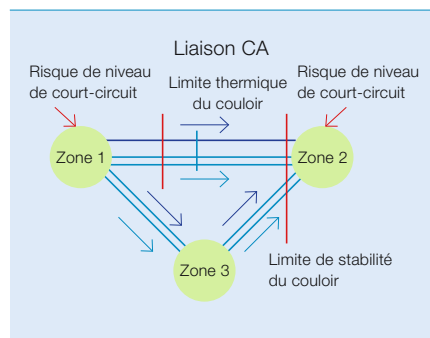 Liaison CA
Risque de niveau
de court-circuit
Limite thermique
du couloir
Risque de niveau
de court-circuit
Zone 1
Zone 2
Zone 3
Limite de stabilité
du couloir